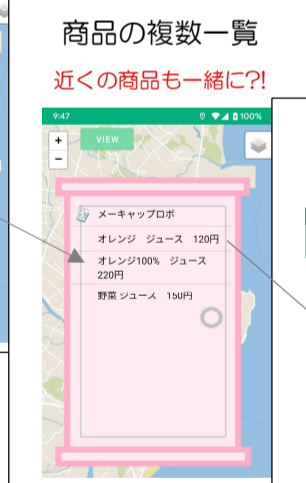 商品の複数一覧
近くの商品も一緒に?!
9:47
100%
+
VIEW
−
メーキャップロボ
オレンジ　ジュース　120円
オレンジ100%　ジュース
220円
野菜 ジュース　150円